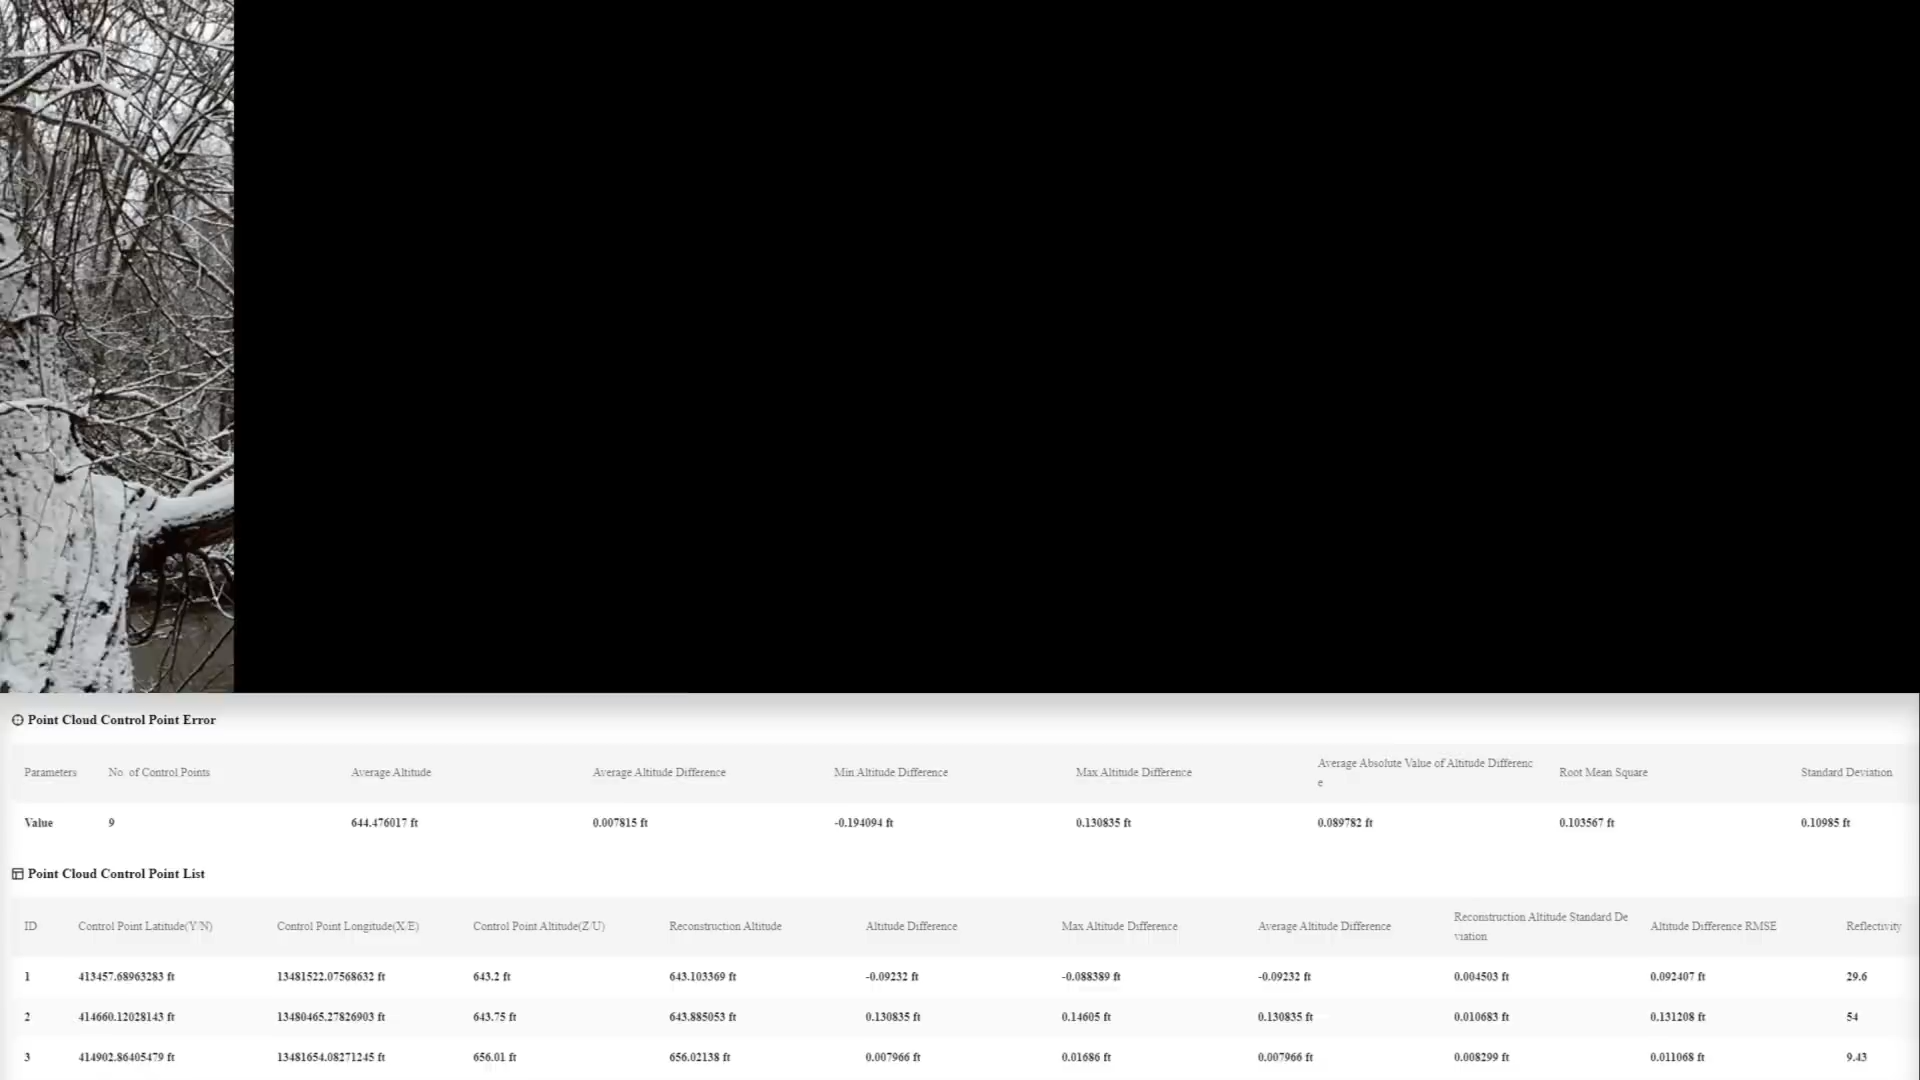 Point Cloud Control Point Error
Parameters No. of Control Points Average Altitude Average Altitude Difference Min Altitude Difference Max Altitude Difference Average Absolute Value of Altitude Differenc
e Root Mean Square Standard Deviation
Value 9 644.476017 ft 0.007815 ft -0.194094 ft 0.130835 ft 0.089782 ft 0.103567 ft 0.10985 ft
Point Cloud Control Point List
ID Control Point Latitude(Y/N) Control Point Longitude(X/E) Control Point Altitude(Z/U) Reconstruction Altitude Altitude Difference Max Altitude Difference Average Altitude Difference Reconstruction Altitude Standard De
viation Altitude Difference RMSE Reflectivity
1 413457.68963283 ft 13481522.07568632 ft 643.2 ft 643.103369 ft -0.09232 ft -0.088389 ft -0.09232 ft 0.004503 ft 0.092407 ft 29.6
2 414660.12028143 ft 13480465.27826903 ft 643.75 ft 643.885053 ft 0.130835 ft 0.14605 ft 0.130835 ft 0.010683 ft 0.131208 ft 54
3 414902.86405479 ft 13481654.08271245 ft 656.01 ft 656.02138 ft 0.007966 ft 0.01686 ft 0.007966 ft 0.008299 ft 0.011068 ft 9.43